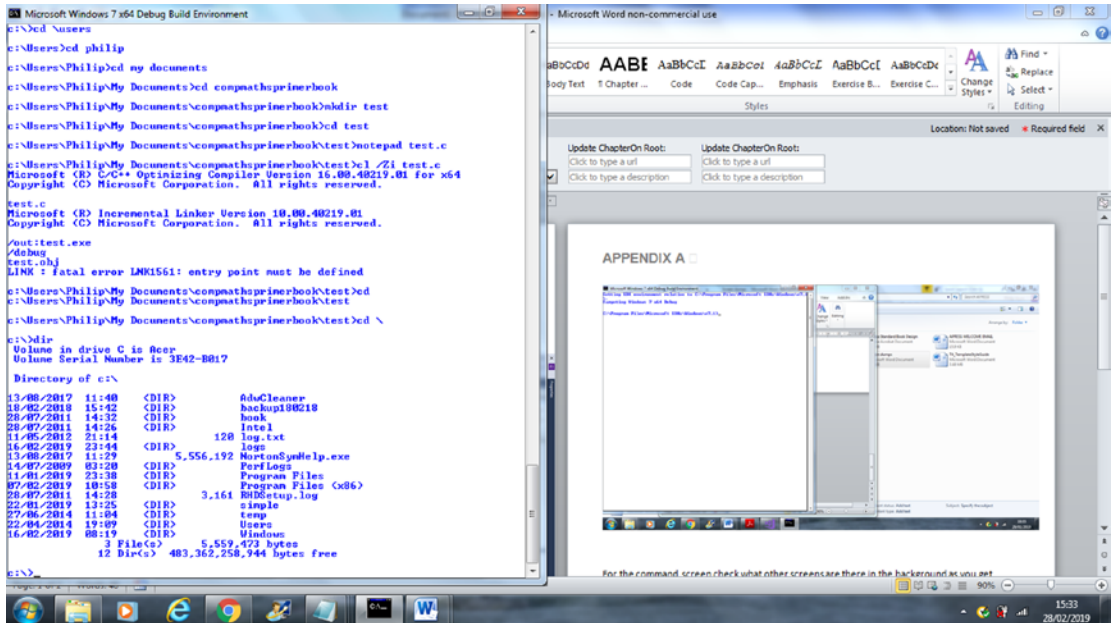 Microsoft Windows 7 x64 Debug Build Environment
c:\>cd \users
c:\Users>cd philip
c:\Users\Philip>cd my documents
c:\Users\Philip\My Documents>cd compmathsprimerbook
c:\Users\Philip\My Documents\compmathsprimerbook>mkdir test
c:\Users\Philip\My Documents\compmathsprimerbook>cd test
c:\Users\Philip\My Documents\compmathsprimerbook\test>notepad test.c
c:\Users\Philip\My Documents\compmathsprimerbook\test>cl /Zi test.c
Microsoft (R) C/C++ Optimizing Compiler Version 16.00.40219.01 for x64
Copyright (C) Microsoft Corporation.  All rights reserved.
test.c
Microsoft (R) Incremental Linker Version 10.00.40219.01
Copyright (C) Microsoft Corporation.  All rights reserved.
/out:test.exe
/debug
test.obj
LINK : fatal error LNK1561: entry point must be defined
c:\Users\Philip\My Documents\compmathsprimerbook\test>cd
c:\Users\Philip\My Documents\compmathsprimerbook\test
c:\Users\Philip\My Documents\compmathsprimerbook\test>cd \
c:\>dir
Volume in drive C is Acer
Volume Serial Number is 3E42-B017
Directory of c:\
13/08/2017 11:40 <DIR> AdwCleaner
18/02/2018 15:42 <DIR> backup180218
28/07/2011 14:32 <DIR> book
28/07/2011 14:26 <DIR> Intel
11/05/2012 21:14 120 log.txt
16/02/2019 23:44 <DIR> logs
13/08/2017 11:29 5,556,192 NortonSymHelp.exe
14/07/2009 03:20 <DIR> PerfLogs
11/01/2019 23:38 <DIR> Program Files
07/02/2019 10:58 <DIR> Program Files (x86)
28/07/2011 14:28 3,161 RHDSetup.log
22/01/2019 13:25 <DIR> simple
27/06/2014 11:04 <DIR> temp
22/04/2014 19:09 <DIR> Users
16/02/2019 08:19 <DIR> Windows
3 File(s) 5,559,473 bytes
12 Dir(s) 483,362,258,944 bytes free
c:\>_
- Microsoft Word non-commercial use
aBbCcDd AABE AaBbCcI AaBbCcI AaBbCcI AaBbCcI AaBbCcDc
Body Text ¶ Chapter ... Code Code Cap... Emphasis Exercise B... Exercise C...
Change Styles
Find
Replace
Select
Styles
Editing
Location: Not saved * Required field X
Update ChapterOn Root: Update ChapterOn Root:
Click to type a url Click to type a url
Click to type a description Click to type a description
APPENDIX A
For the command screen check what other screens are there in the background as you get
90%
15:33
28/02/2019